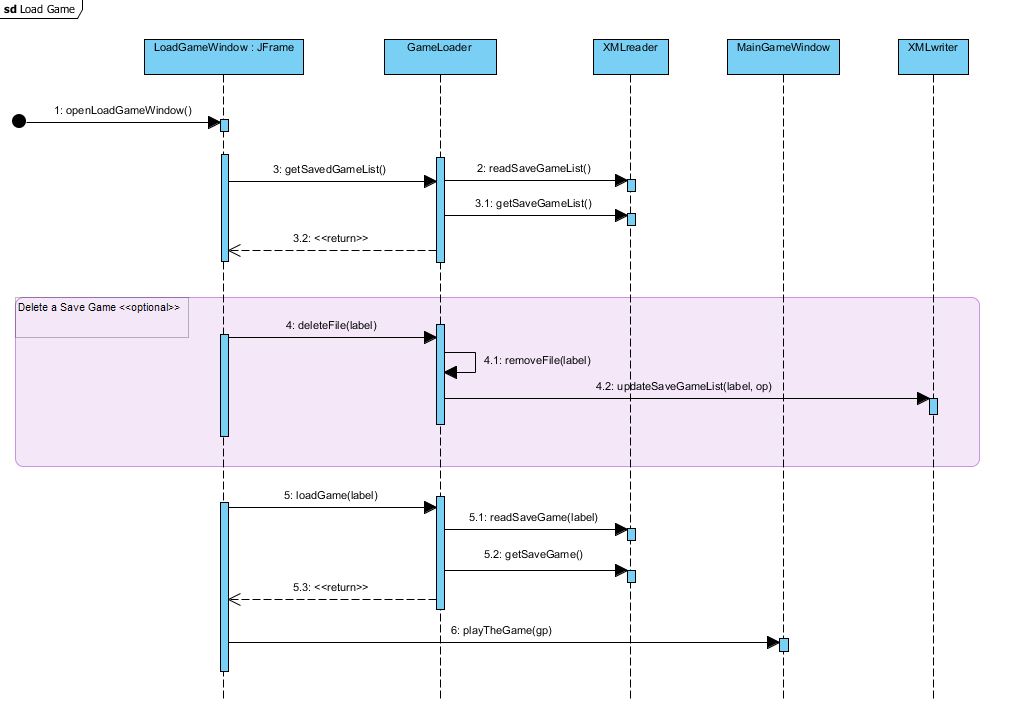 sd Load Game
LoadGameWindow : JFrame
GameLoader
XMLreader
MainGameWindow
XMLwriter
1: openLoadGameWindow()
3: getSavedGameList()
2: readSaveGameList()
3.1: getSaveGameList()
3.2: <<return>>
Delete a Save Game <<optional>>
4: deleteFile(label)
4.1: removeFile(label)
4.2: updateSaveGameList(label, op)
5: loadGame(label)
5.1: readSaveGame(label)
5.2: getSaveGame()
5.3: <<return>>
6: playTheGame(gp)